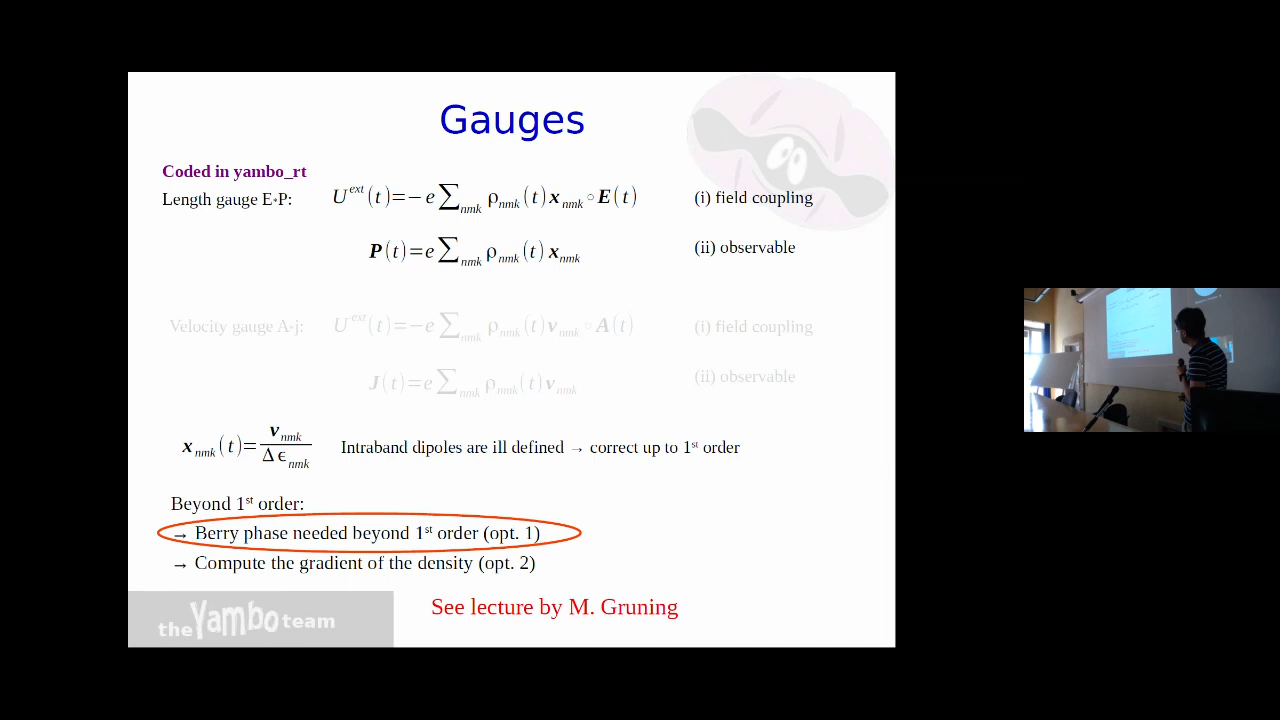 Gauges
Coded in yambo_rt
Length gauge E·P: U^ext(t)=−e∑_nmk ρ_nmk(t) x_nmk ∘ E(t) (i) field coupling
P(t)=e∑_nmk ρ_nmk(t) x_nmk (ii) observable
Velocity gauge A·j: U^ext(t)=−e∑_nmk ρ_nmk(t) v_nmk ∘ A(t) (i) field coupling
J(t)=e∑_nmk ρ_nmk(t) v_nmk (ii) observable
x_nmk(t)=v_nmk/Δϵ_nmk Intraband dipoles are ill defined → correct up to 1st order
Beyond 1st order:
→ Berry phase needed beyond 1st order (opt. 1)
→ Compute the gradient of the density (opt. 2)
See lecture by M. Gruning
the Yambo team